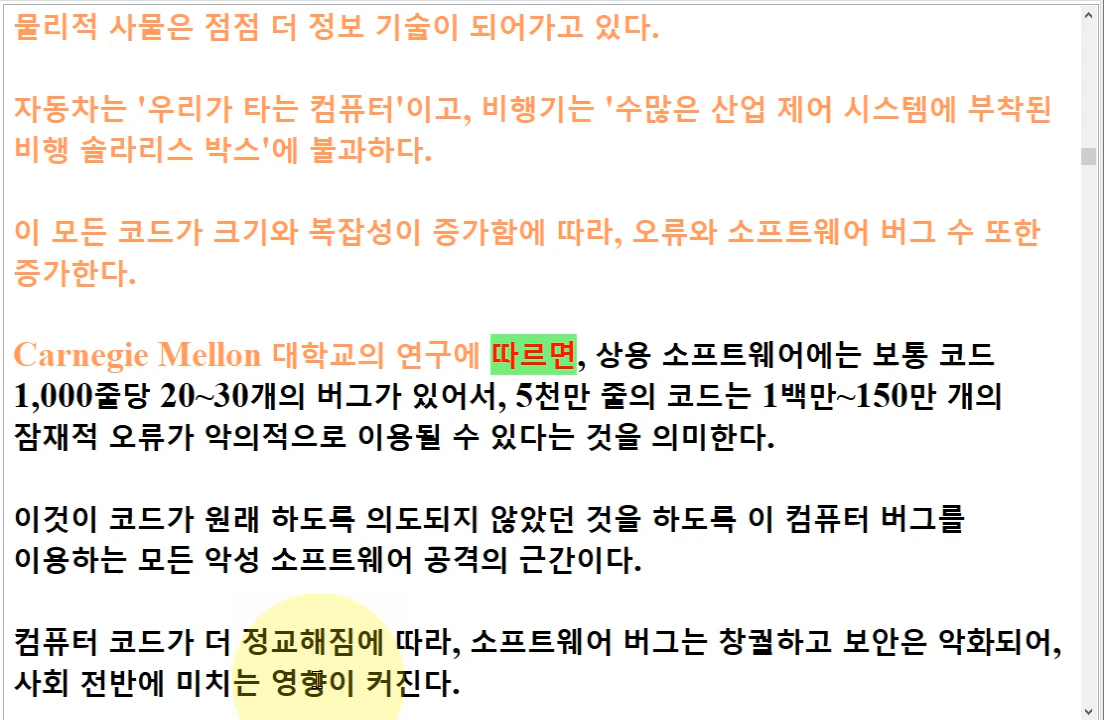 물리적 사물은 점점 더 정보 기술이 되어가고 있다.
자동차는 '우리가 타는 컴퓨터'이고, 비행기는 '수많은 산업 제어 시스템에 부착된
비행 솔라리스 박스'에 불과하다.
이 모든 코드가 크기와 복잡성이 증가함에 따라, 오류와 소프트웨어 버그 수 또한
증가한다.
Carnegie Mellon 대학교의 연구에 따르면, 상용 소프트웨어에는 보통 코드
1,000줄당 20~30개의 버그가 있어서, 5천만 줄의 코드는 1백만~150만 개의
잠재적 오류가 악의적으로 이용될 수 있다는 것을 의미한다.
이것이 코드가 원래 하도록 의도되지 않았던 것을 하도록 이 컴퓨터 버그를
이용하는 모든 악성 소프트웨어 공격의 근간이다.
컴퓨터 코드가 더 정교해짐에 따라, 소프트웨어 버그는 창궐하고 보안은 악화되어,
사회 전반에 미치는 영향이 커진다.